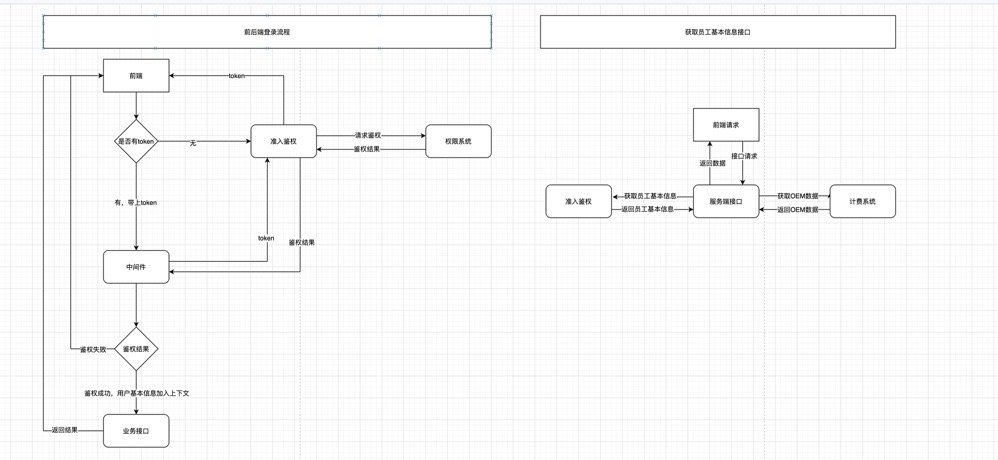 前后端登录流程
前端
token
是否有token
无
准入鉴权
请求鉴权
鉴权结果
权限系统
有，带上token
token
鉴权结果
中间件
鉴权失败
鉴权结果
鉴权成功，用户基本信息加入上下文
返回结果
业务接口
获取员工基本信息接口
前端请求
返回数据
接口请求
准入鉴权
获取员工基本信息
返回员工基本信息
服务端接口
获取OEM数据
返回OEM数据
计费系统